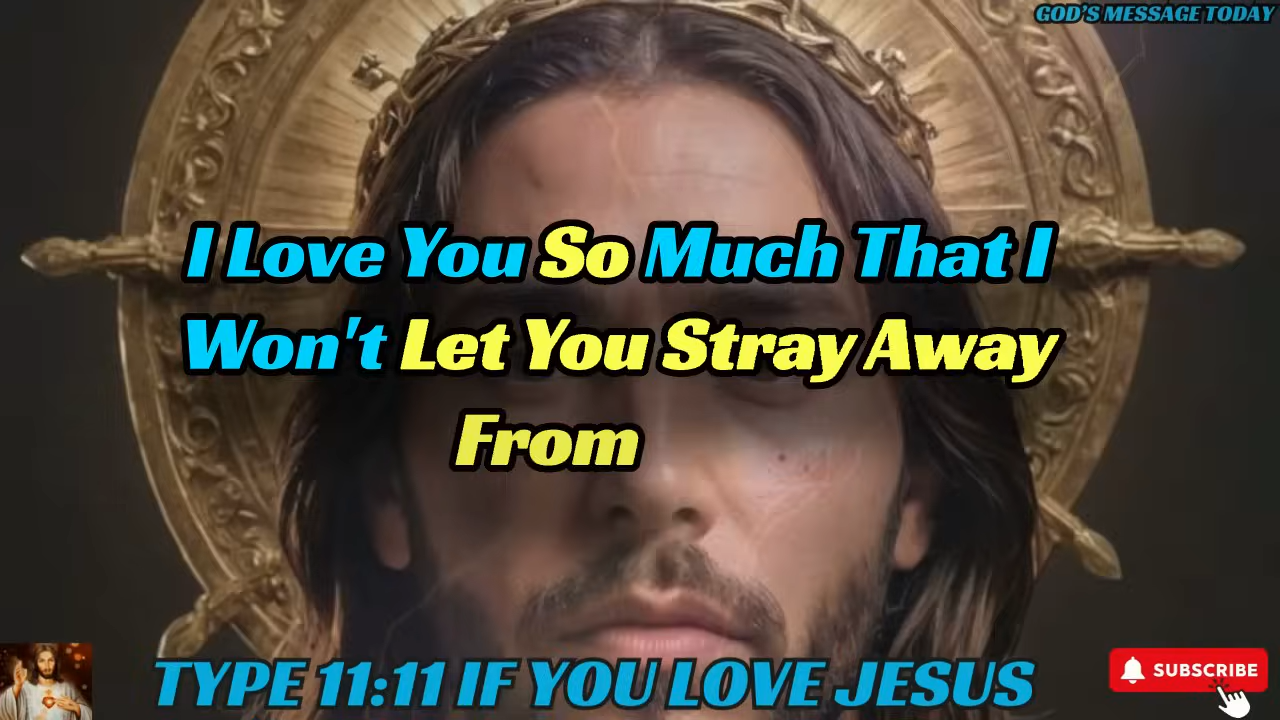 GOD'S MESSAGE TODAY
I Love You So Much That I
Won't Let You Stray Away
From
TYPE 11:11 IF YOU LOVE JESUS
SUBSCRIBE